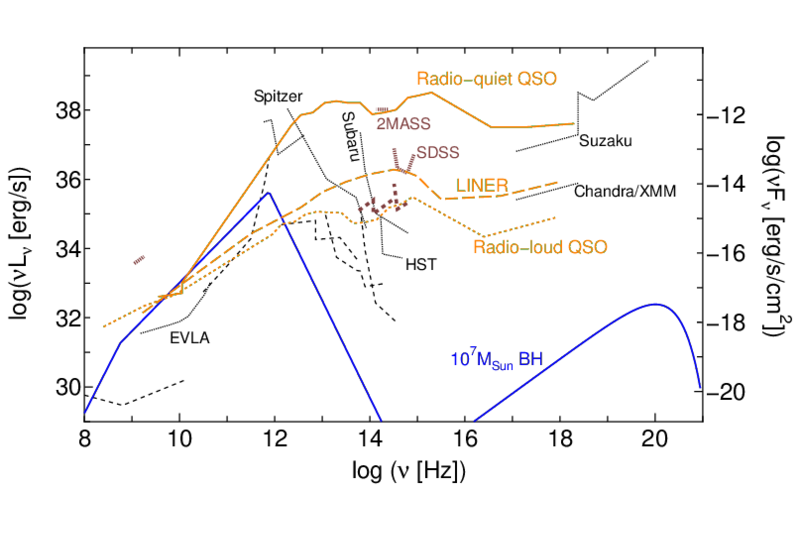 Radio-quiet QSO
Spitzer
Subaru
2MASS
SDSS
Suzaku
LINER
Chandra/XMM
Radio-loud QSO
HST
EVLA
10^7M_Sun BH
38
36
34
32
30
−12
−14
−16
−18
−20
8
10
12
14
16
18
20
log (ν [Hz])
log(νL_ν [erg/s])
log(νF_ν [erg/s/cm^2])